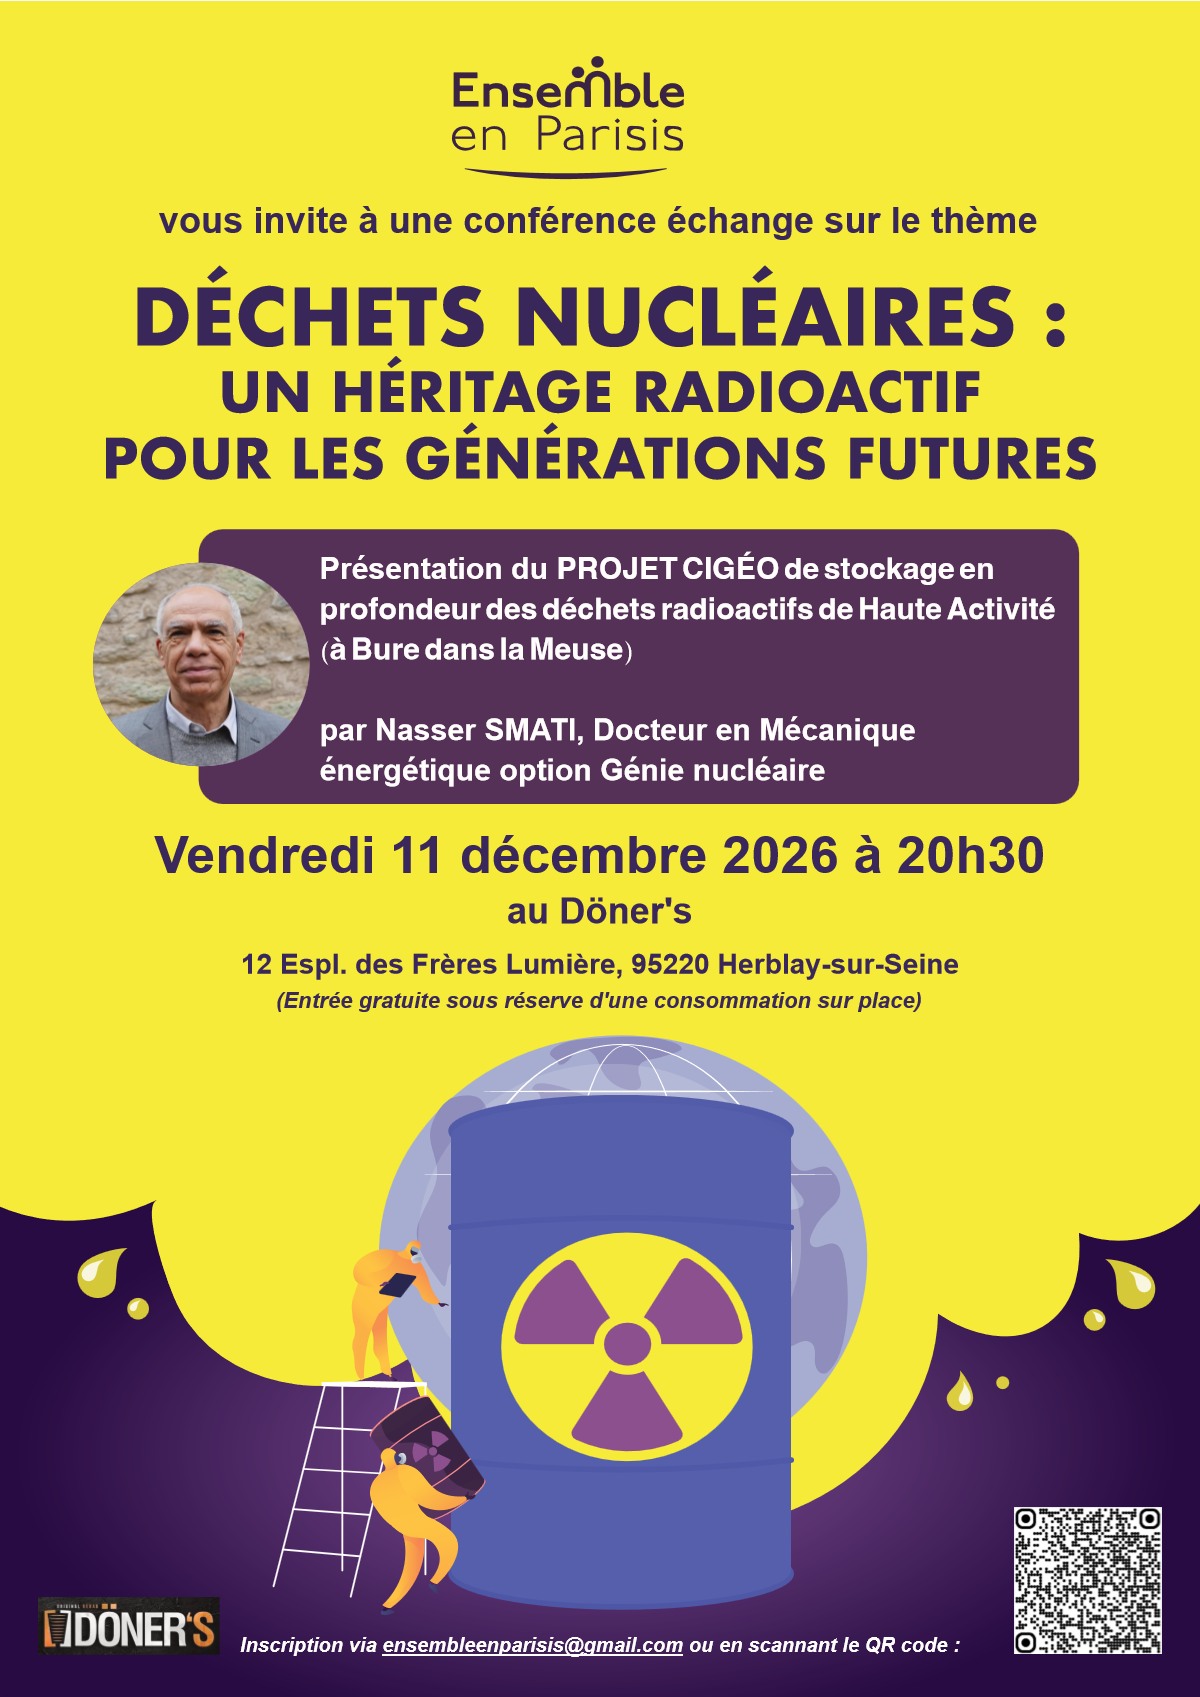 Ensemble
en Parisis
vous invite à une conférence échange sur le thème
DÉCHETS NUCLÉAIRES :
UN HÉRITAGE RADIOACTIF
POUR LES GÉNÉRATIONS FUTURES
Présentation du PROJET CIGÉO de stockage en
profondeur des déchets radioactifs de Haute Activité
(à Bure dans la Meuse)
par Nasser SMATI, Docteur en Mécanique
énergétique option Génie nucléaire
Vendredi 11 décembre 2026 à 20h30
au Döner's
12 Espl. des Frères Lumière, 95220 Herblay-sur-Seine
(Entrée gratuite sous réserve d'une consommation sur place)
ORIGINAL KEBAB
DÖNER'S
Inscription via ensembleenparisis@gmail.com ou en scannant le QR code :